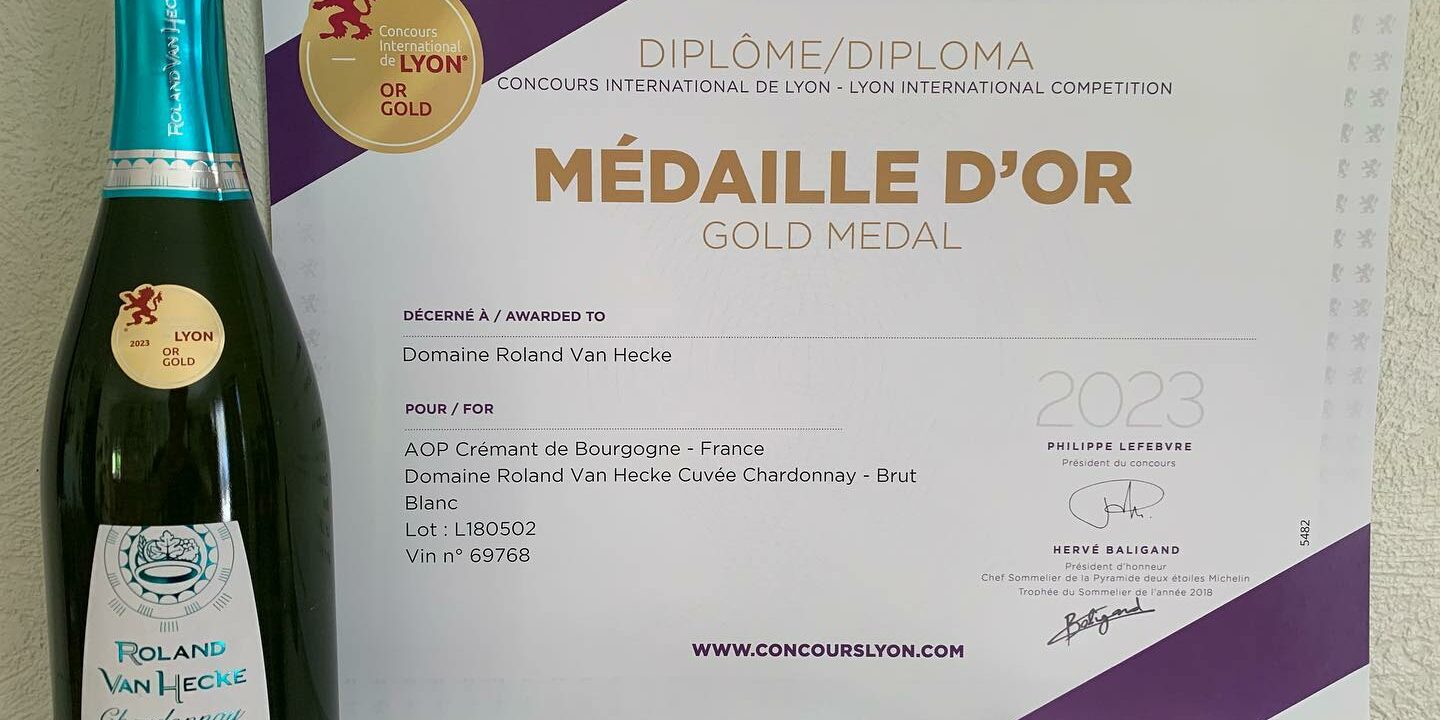 ROLAND VAN HEC
2023
LYON
OR
GOLD
ROLAND
VAN HECKE
Chardonnay
Concours
International
de LYON®
OR
GOLD
DIPLÔME/DIPLOMA
CONCOURS INTERNATIONAL DE LYON - LYON INTERNATIONAL COMPETITION
MÉDAILLE D'OR
GOLD MEDAL
DÉCERNÉ À / AWARDED TO
Domaine Roland Van Hecke
POUR / FOR
AOP Crémant de Bourgogne - France
Domaine Roland Van Hecke Cuvée Chardonnay - Brut
Blanc
Lot : L180502
Vin n° 69768
2023
PHILIPPE LEFEBVRE
Président du concours
HERVÉ BALIGAND
Président d'honneur
Chef Sommelier de la Pyramide deux étoiles Michelin
Trophée du Sommelier de l'année 2018
Baligand
5482
WWW.CONCOURSLYON.COM